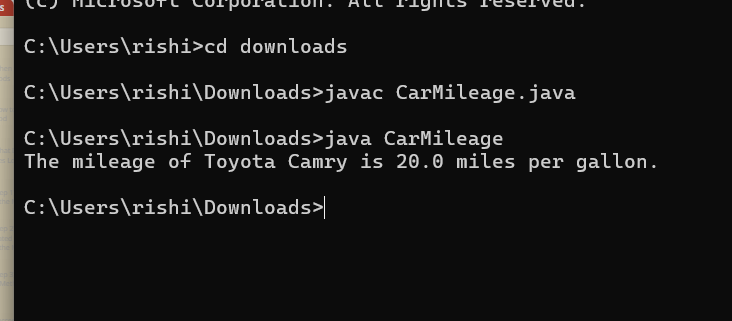 (c) Microsoft Corporation. All rights reserved.
C:\Users\rishi>cd downloads
C:\Users\rishi\Downloads>javac CarMileage.java
C:\Users\rishi\Downloads>java CarMileage
The mileage of Toyota Camry is 20.0 miles per gallon.
C:\Users\rishi\Downloads>